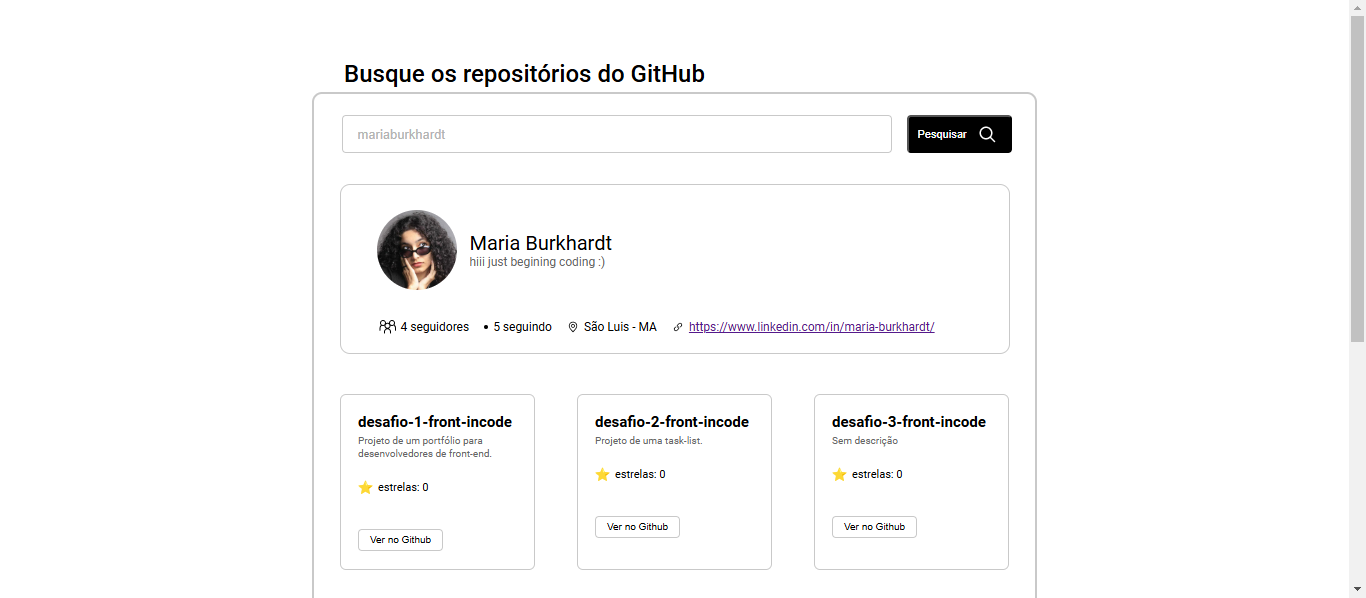 Busque os repositórios do GitHub
mariaburkhardt
Pesquisar
Maria Burkhardt
hiii just begining coding :)
4 seguidores • 5 seguindo São Luis - MA https://www.linkedin.com/in/maria-burkhardt/
desafio-1-front-incode
Projeto de um portfólio para
desenvolvedores de front-end.
estrelas: 0
Ver no Github
desafio-2-front-incode
Projeto de uma task-list.
estrelas: 0
Ver no Github
desafio-3-front-incode
Sem descrição
estrelas: 0
Ver no Github